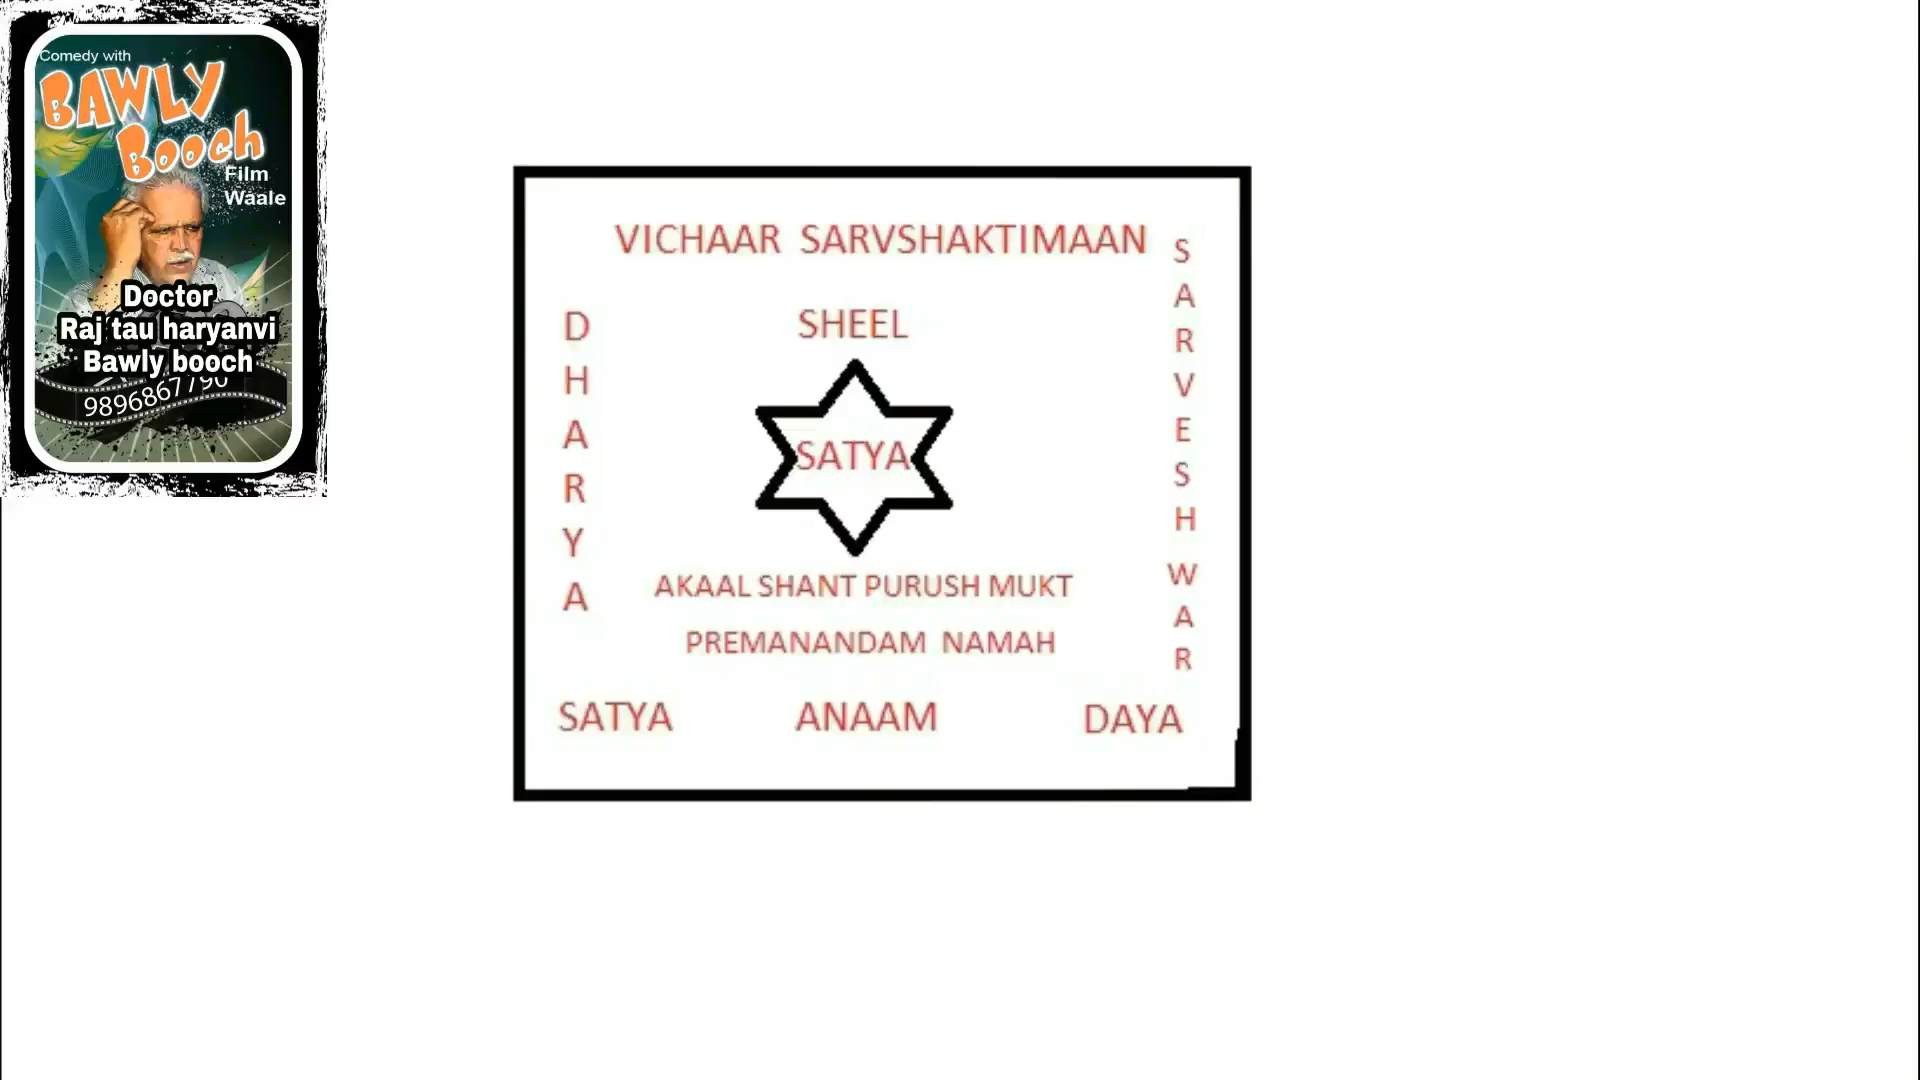 Comedy with
BAWLY
Booch
Film
Waale
Doctor
Raj tau haryanvi
Bawly booch
9896867790
VICHAAR SARVSHAKTIMAAN
SARVESHWAR
DHARYA
SHEEL
SATYA
AKAAL SHANT PURUSH MUKT
PREMANANDAM NAMAH
SATYA ANAAM DAYA